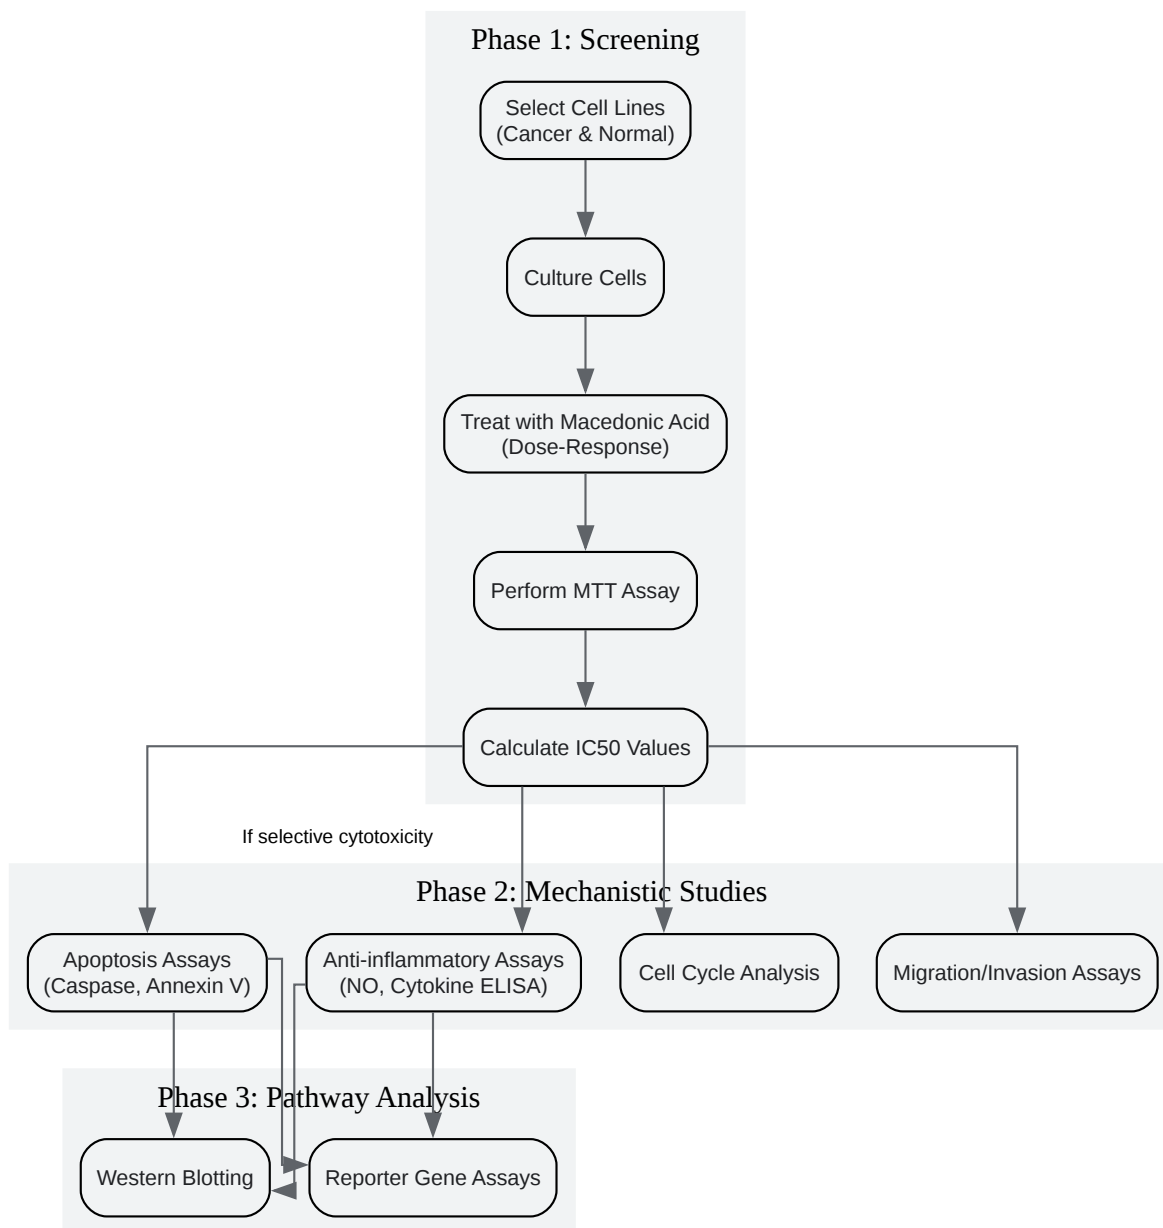 Phase 1: Screening
Select Cell Lines
(Cancer & Normal)
Culture Cells
Treat with Macedonic Acid
(Dose-Response)
Perform MTT Assay
Calculate IC50 Values
If selective cytotoxicity
Phase 2: Mechanistic Studies
Apoptosis Assays
(Caspase, Annexin V)
Anti-inflammatory Assays
(NO, Cytokine ELISA)
Cell Cycle Analysis
Migration/Invasion Assays
Phase 3: Pathway Analysis
Western Blotting
Reporter Gene Assays